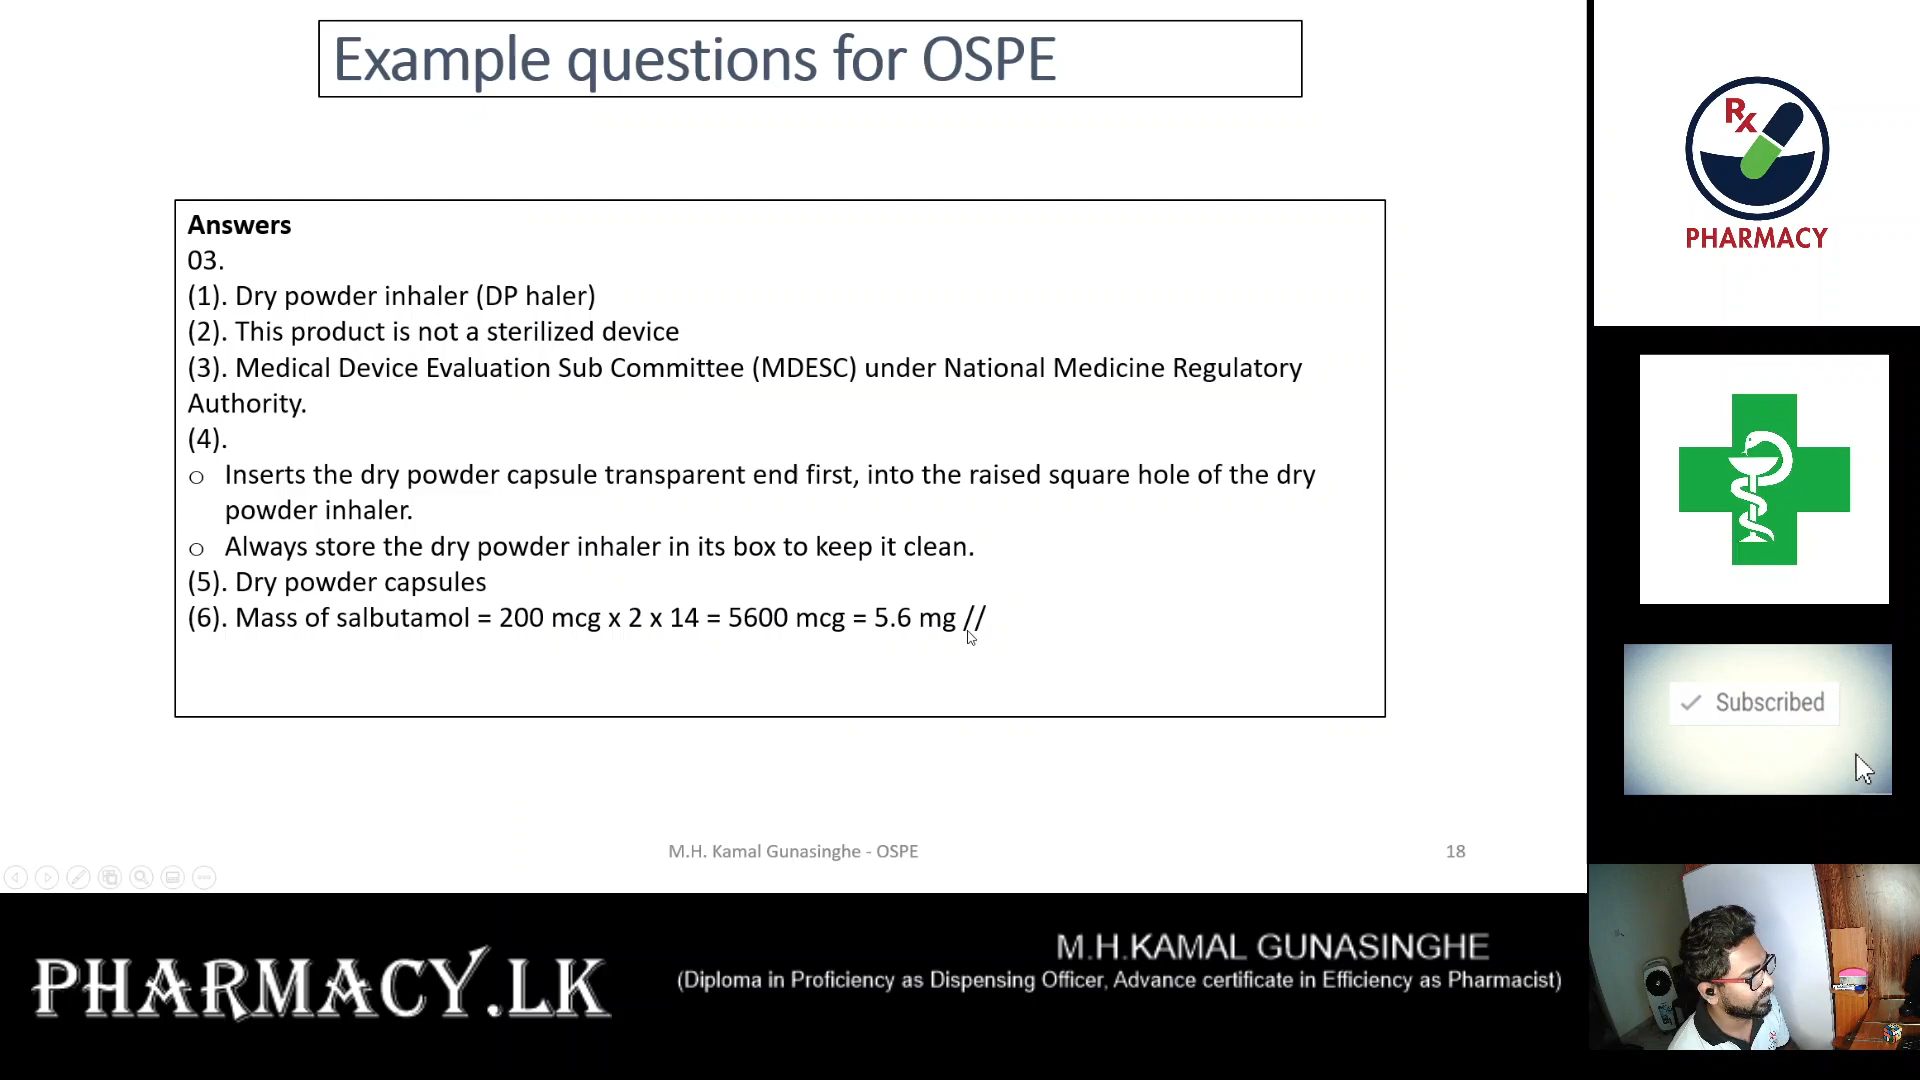 Example questions for OSPE
Answers
03.
(1). Dry powder inhaler (DP haler)
(2). This product is not a sterilized device
(3). Medical Device Evaluation Sub Committee (MDESC) under National Medicine Regulatory
Authority.
(4).
o Inserts the dry powder capsule transparent end first, into the raised square hole of the dry
powder inhaler.
o Always store the dry powder inhaler in its box to keep it clean.
(5). Dry powder capsules
(6). Mass of salbutamol = 200 mcg x 2 x 14 = 5600 mcg = 5.6 mg //
M.H. Kamal Gunasinghe - OSPE
18
Rx
PHARMACY
Subscribed
PHARMACY.LK
M.H.KAMAL GUNASINGHE
(Diploma in Proficiency as Dispensing Officer, Advance certificate in Efficiency as Pharmacist)